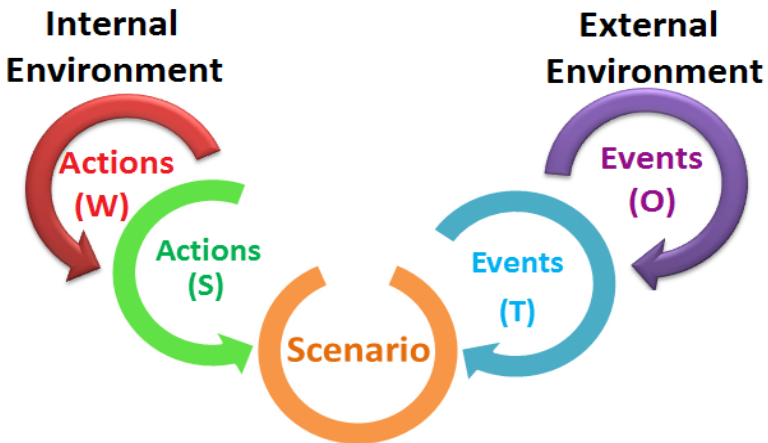 Internal
Environment
External
Environment
Actions
(W)
Events
(O)
Actions
(S)
Events
(T)
Scenario